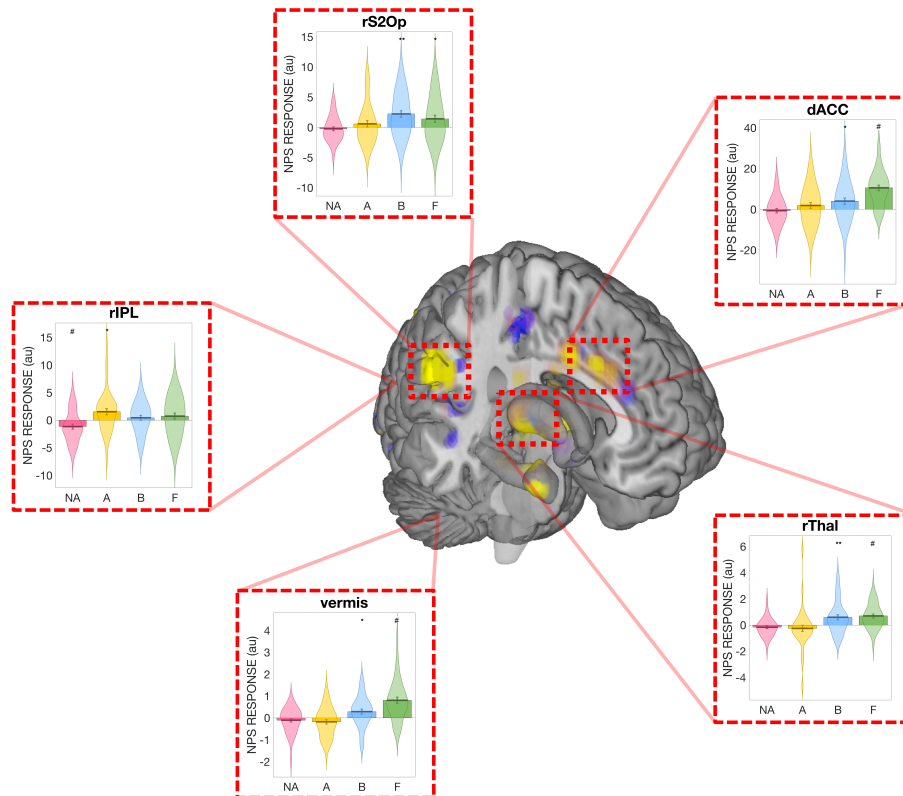 rS2Op
NPS RESPONSE (au)
15
10
5
0
-5
-10
** *
NA A B F
dACC
NPS RESPONSE (au)
40
20
0
-20
* #
NA A B F
rIPL
NPS RESPONSE (au)
15
10
5
0
-5
-10
# *
NA A B F
rThal
NPS RESPONSE (au)
6
4
2
0
-2
-4
** #
NA A B F
vermis
NPS RESPONSE (au)
4
3
2
1
0
-1
-2
* #
NA A B F